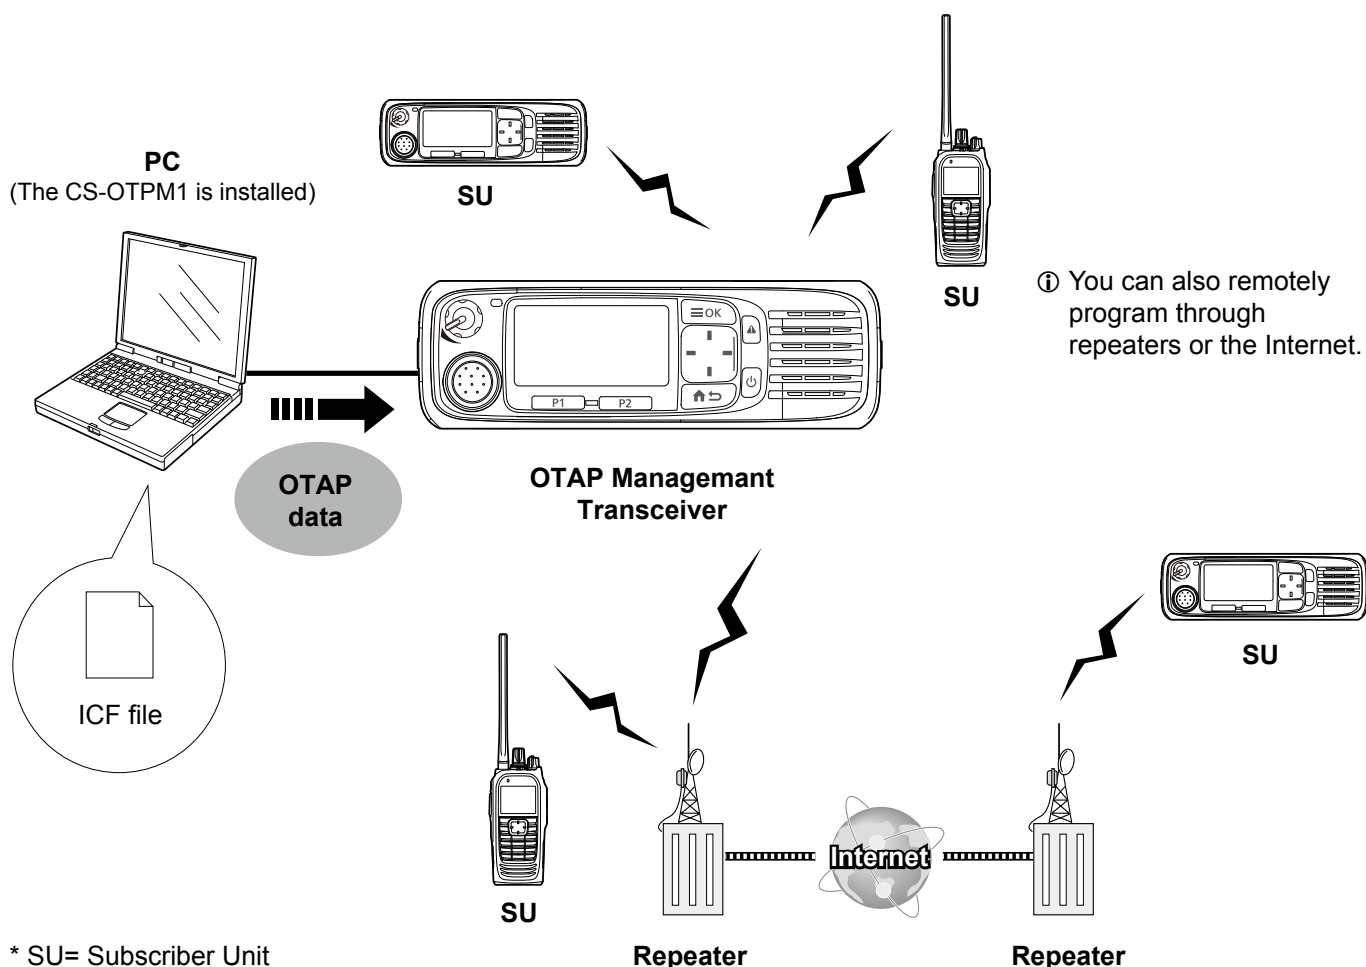 PC
(The CS-OTPM1 is installed)
SU
SU
ⓘ You can also remotely
program through
repeaters or the Internet.
≡OK
P1
P2
OTAP
data
OTAP Managemant
Transceiver
ICF file
SU
SU
Internet
Repeater
Repeater
* SU= Subscriber Unit